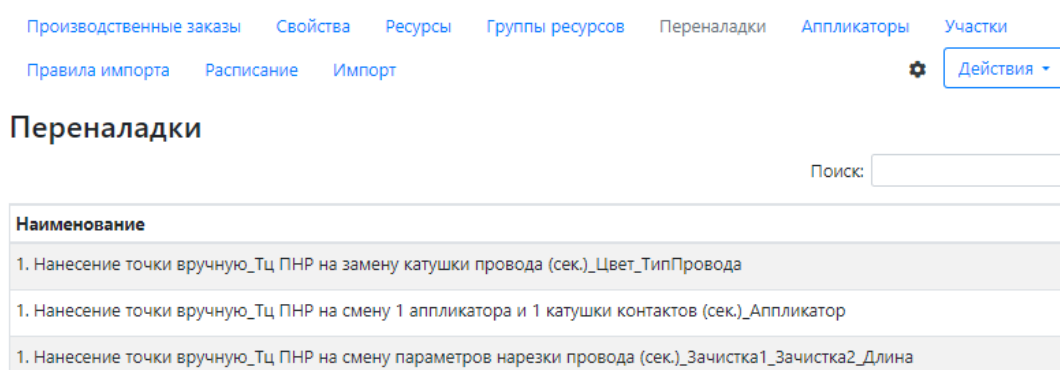 Производственные заказы Свойства Ресурсы Группы ресурсов Переналадки Аппликаторы Участки
Правила импорта Расписание Импорт Действия
Переналадки
Поиск:
Наименование
1. Нанесение точки вручную_Тц ПНР на замену катушки провода (сек.)_Цвет_ТипПровода
1. Нанесение точки вручную_Тц ПНР на смену 1 аппликатора и 1 катушки контактов (сек.)_Аппликатор
1. Нанесение точки вручную_Тц ПНР на смену параметров нарезки провода (сек.)_Зачистка1_Зачистка2_Длина